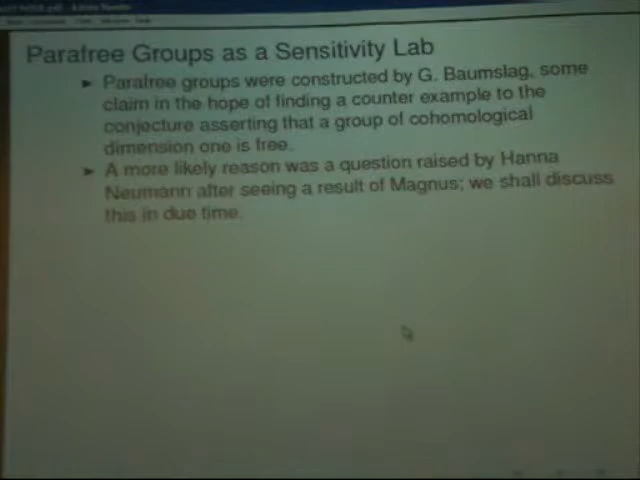 Parafree Groups as a Sensitivity Lab
Parafree groups were constructed by G. Baumslag, some
claim in the hope of finding a counter example to the
conjecture asserting that a group of cohomological
dimension one is free.
A more likely reason was a question raised by Hanna
Neumann after seeing a result of Magnus; we shall discuss
this in due time.